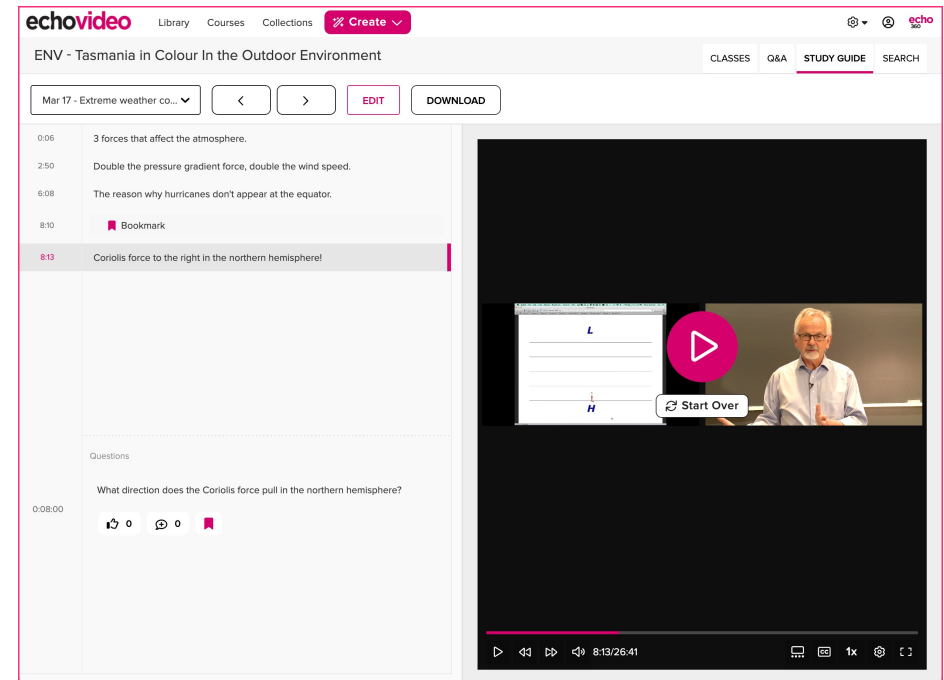 echovideo Library Courses Collections Create echo
360
ENV - Tasmania in Colour In the Outdoor Environment CLASSES Q&A STUDY GUIDE SEARCH
Mar 17 - Extreme weather co... EDIT DOWNLOAD
0:06 3 forces that affect the atmosphere.
2:50 Double the pressure gradient force, double the wind speed.
6:08 The reason why hurricanes don't appear at the equator.
8:10 Bookmark
8:13 Coriolis force to the right in the northern hemisphere!
L
H
Start Over
Questions
What direction does the Coriolis force pull in the northern hemisphere?
0:08:00
0 0
8:13/26:41 CC 1x